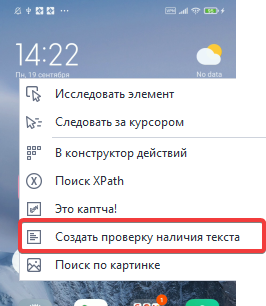 14:22
Пн, 19 сентября
No data
Исследовать элемент
Следовать за курсором
В конструктор действий
Поиск XPath
Это каптча!
Создать проверку наличия текста
Поиск по картинке
1